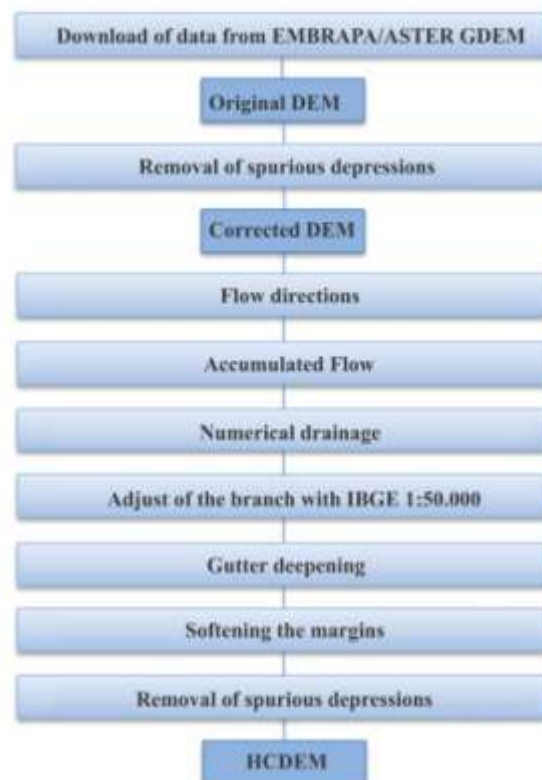 Download of data from EMBRAPA/ASTER GDEM
Original DEM
Removal of spurious depressions
Corrected DEM
Flow directions
Accumulated Flow
Numerical drainage
Adjust of the branch with IBGE 1:50.000
Gutter deepening
Softening the margins
Removal of spurious depressions
HCDEM